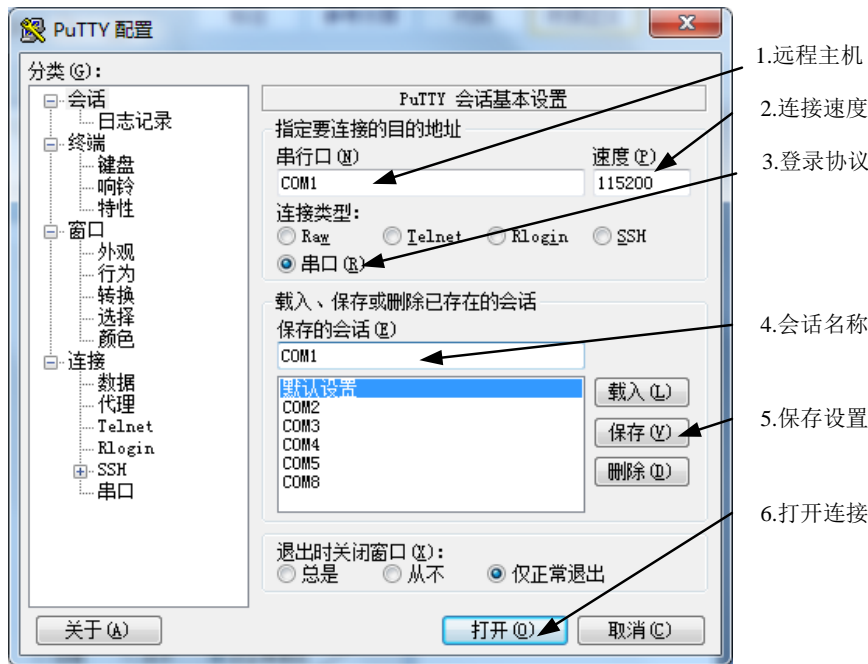 PuTTY 配置
分类(G):
会话
日志记录
终端
键盘
响铃
特性
窗口
外观
行为
转换
选择
颜色
连接
数据
代理
Telnet
Rlogin
SSH
串口
PuTTY 会话基本设置
指定要连接的目的地址
串行口(N) 速度(P)
COM1 115200
连接类型:
Raw Telnet Rlogin SSH
串口(R)
载入、保存或删除已存在的会话
保存的会话(E)
COM1
默认设置
COM2
COM3
COM4
COM5
COM8
载入(L)
保存(V)
删除(D)
退出时关闭窗口(X):
总是 从不 仅正常退出
关于(A) 打开(O) 取消(C)
1.远程主机
2.连接速度
3.登录协议
4.会话名称
5.保存设置
6.打开连接